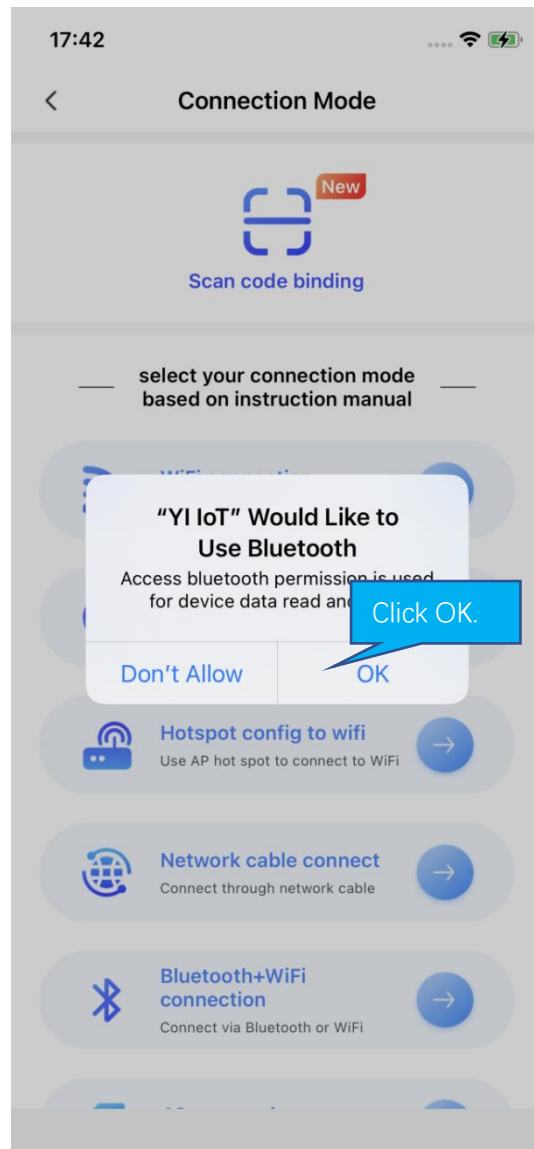 17:42
Connection Mode
New
Scan code binding
select your connection mode
based on instruction manual
“YI IoT” Would Like to
Use Bluetooth
Access bluetooth permission is used
for device data read and
Click OK.
Don’t Allow
OK
Hotspot config to wifi
Use AP hot spot to connect to WiFi
Network cable connect
Connect through network cable
Bluetooth+WiFi
connection
Connect via Bluetooth or WiFi